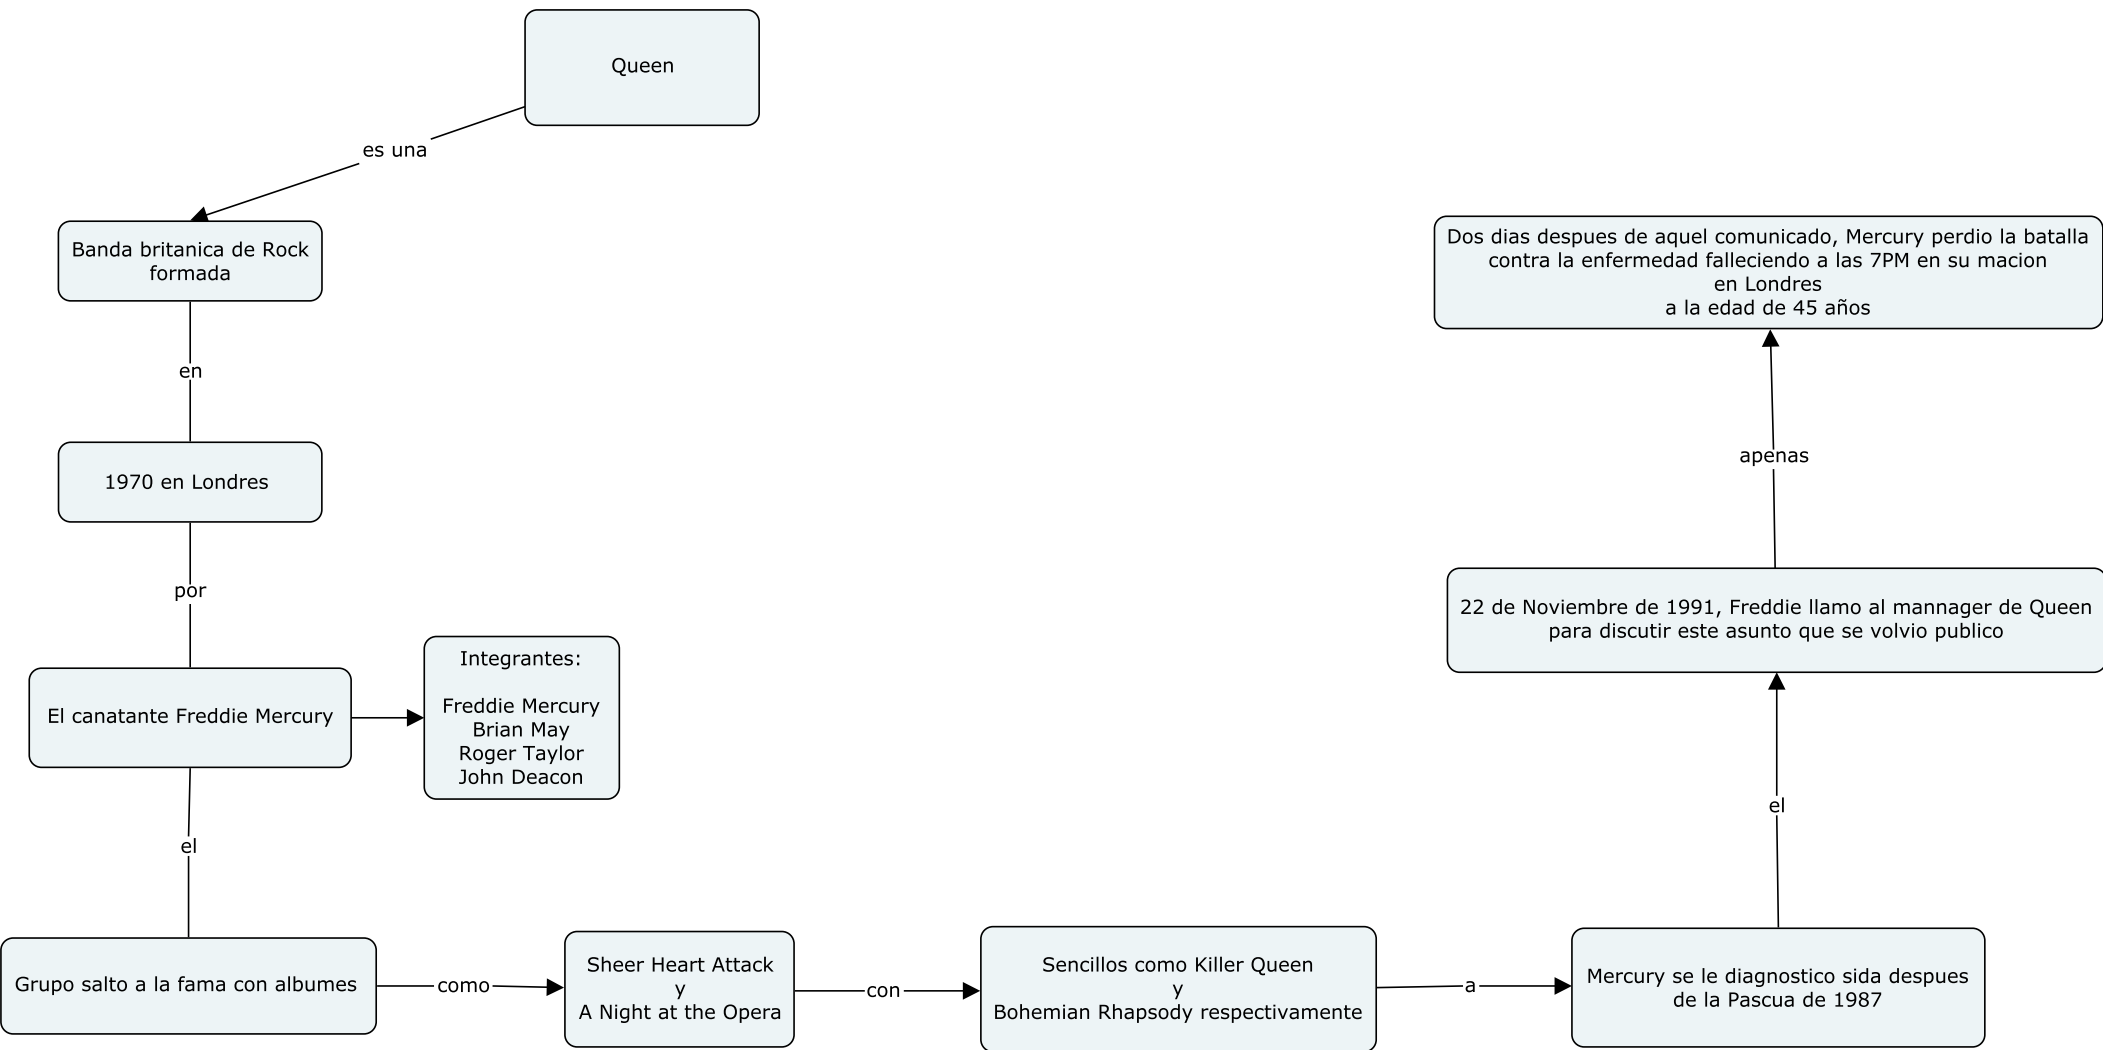 Queen
es una
Banda britanica de Rock
formada
en
1970 en Londres
por
El canatante Freddie Mercury
Integrantes:
Freddie Mercury
Brian May
Roger Taylor
John Deacon
el
Grupo salto a la fama con albumes
como
Sheer Heart Attack
y
A Night at the Opera
con
Sencillos como Killer Queen
y
Bohemian Rhapsody respectivamente
a
Mercury se le diagnostico sida despues
de la Pascua de 1987
el
22 de Noviembre de 1991, Freddie llamo al mannager de Queen
para discutir este asunto que se volvio publico
apenas
Dos dias despues de aquel comunicado, Mercury perdio la batalla
contra la enfermedad falleciendo a las 7PM en su macion
en Londres
a la edad de 45 años